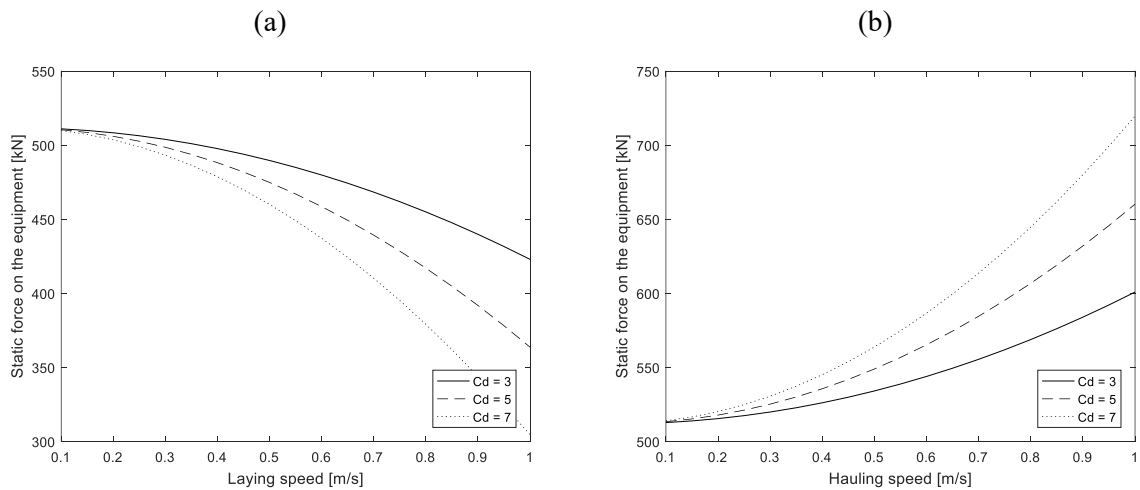 (a)
550
500
450
400
350
300
Static force on the equipment [kN]
0.1 0.2 0.3 0.4 0.5 0.6 0.7 0.8 0.9 1
Laying speed [m/s]
Cd = 3
Cd = 5
Cd = 7
(b)
750
700
650
600
550
500
Static force on the equipment [kN]
0.1 0.2 0.3 0.4 0.5 0.6 0.7 0.8 0.9 1
Hauling speed [m/s]
Cd = 3
Cd = 5
Cd = 7